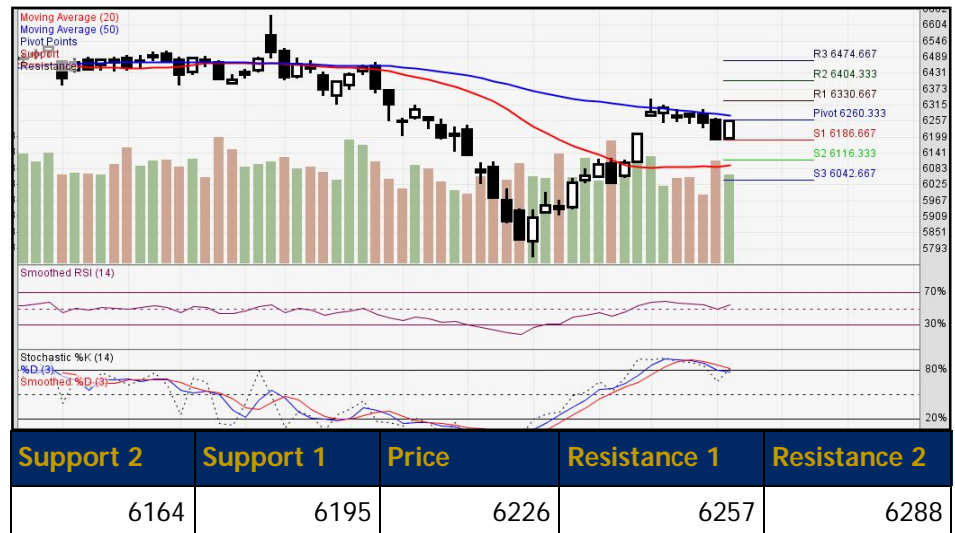 Moving Average (20)
Moving Average (50)
Pivot Points
Support
Resistance
6604
6546
6489
6431
6373
6315
6257
6199
6141
6083
6025
5967
5909
5851
5793
R3 6474.667
R2 6404.333
R1 6330.667
Pivot 6260.333
S1 6186.667
S2 6116.333
S3 6042.667
Smoothed RSI (14)
70%
30%
Stochastic %K (14)
%D (3)
Smoothed %D (3)
80%
20%
Support 2 Support 1 Price Resistance 1 Resistance 2
6164 6195 6226 6257 6288